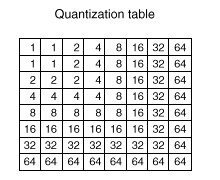 Quantization table
1 1 2 4 8 16 32 64
1 1 2 4 8 16 32 64
2 2 2 4 8 16 32 64
4 4 4 4 8 16 32 64
8 8 8 8 8 16 32 64
16 16 16 16 16 16 32 64
32 32 32 32 32 32 32 64
64 64 64 64 64 64 64 64